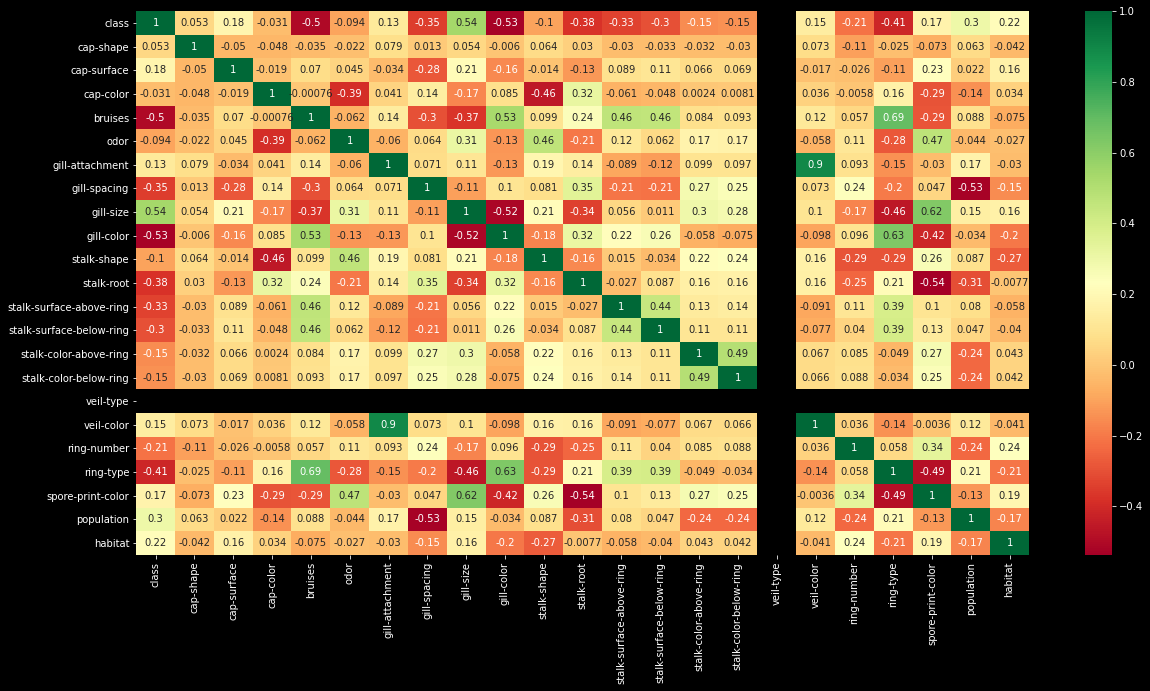 class 1 0.053 0.18 -0.031 -0.5 -0.094 0.13 -0.35 0.54 -0.53 -0.1 -0.38 -0.33 -0.3 -0.15 -0.15 0.15 -0.21 -0.41 0.17 0.3 0.22
cap-shape 0.053 1 -0.05 -0.048 -0.035 -0.022 0.079 0.013 0.054 -0.006 0.064 0.03 -0.03 -0.033 -0.032 -0.03 0.073 -0.11 -0.025 -0.073 0.063 -0.042
cap-surface 0.18 -0.05 1 -0.019 0.07 0.045 -0.034 -0.28 0.21 -0.16 -0.014 -0.13 0.089 0.11 0.066 0.069 -0.017 -0.026 -0.11 0.23 0.022 0.16
cap-color -0.031 -0.048 -0.019 1 -0.00076 -0.39 0.041 0.14 -0.17 0.085 -0.46 0.32 -0.061 -0.048 0.0024 0.0081 0.036 -0.0058 0.16 -0.29 -0.14 0.034
bruises -0.5 -0.035 0.07 -0.00076 1 -0.062 0.14 -0.3 -0.37 0.53 0.099 0.24 0.46 0.46 0.084 0.093 0.12 0.057 0.69 -0.29 0.088 -0.075
odor -0.094 -0.022 0.045 -0.39 -0.062 1 -0.06 0.064 0.31 -0.13 0.46 -0.21 0.12 0.062 0.17 0.17 -0.058 0.11 -0.28 0.47 -0.044 -0.027
gill-attachment 0.13 0.079 -0.034 0.041 0.14 -0.06 1 0.071 0.11 -0.13 0.19 0.14 -0.089 -0.12 0.099 0.097 0.9 0.093 -0.15 -0.03 0.17 -0.03
gill-spacing -0.35 0.013 -0.28 0.14 -0.3 0.064 0.071 1 -0.11 0.1 0.081 0.35 -0.21 -0.21 0.27 0.25 0.073 0.24 -0.2 0.047 -0.53 -0.15
gill-size 0.54 0.054 0.21 -0.17 -0.37 0.31 0.11 -0.11 1 -0.52 0.21 -0.34 0.056 0.011 0.3 0.28 0.1 -0.17 -0.46 0.62 0.15 0.16
gill-color -0.53 -0.006 -0.16 0.085 0.53 -0.13 -0.13 0.1 -0.52 1 -0.18 0.32 0.22 0.26 -0.058 -0.075 -0.098 0.096 0.63 -0.42 -0.034 -0.2
stalk-shape -0.1 0.064 -0.014 -0.46 0.099 0.46 0.19 0.081 0.21 -0.18 1 -0.16 0.015 -0.034 0.22 0.24 0.16 -0.29 -0.29 0.26 0.087 -0.27
stalk-root -0.38 0.03 -0.13 0.32 0.24 -0.21 0.14 0.35 -0.34 0.32 -0.16 1 -0.027 0.087 0.16 0.16 0.16 -0.25 0.21 -0.54 -0.31 -0.0077
stalk-surface-above-ring -0.33 -0.03 0.089 -0.061 0.46 0.12 -0.089 -0.21 0.056 0.22 0.015 -0.027 1 0.44 0.13 0.14 -0.091 0.11 0.39 0.1 0.08 -0.058
stalk-surface-below-ring -0.3 -0.033 0.11 -0.048 0.46 0.062 -0.12 -0.21 0.011 0.26 -0.034 0.087 0.44 1 0.11 0.11 -0.077 0.04 0.39 0.13 0.047 -0.04
stalk-color-above-ring -0.15 -0.032 0.066 0.0024 0.084 0.17 0.099 0.27 0.3 -0.058 0.22 0.16 0.13 0.11 1 0.49 0.067 0.085 -0.049 0.27 -0.24 0.043
stalk-color-below-ring -0.15 -0.03 0.069 0.0081 0.093 0.17 0.097 0.25 0.28 -0.075 0.24 0.16 0.14 0.11 0.49 1 0.066 0.088 -0.034 0.25 -0.24 0.042
veil-type
veil-color 0.15 0.073 -0.017 0.036 0.12 -0.058 0.9 0.073 0.1 -0.098 0.16 0.16 -0.091 -0.077 0.067 0.066 1 0.036 -0.14 -0.0036 0.12 -0.041
ring-number -0.21 -0.11 -0.026 -0.0058 0.057 0.11 0.093 0.24 -0.17 0.096 -0.29 -0.25 0.11 0.04 0.085 0.088 0.036 1 0.058 0.34 -0.24 0.24
ring-type -0.41 -0.025 -0.11 0.16 0.69 -0.28 -0.15 -0.2 -0.46 0.63 -0.29 0.21 0.39 0.39 -0.049 -0.034 -0.14 0.058 1 -0.49 0.21 -0.21
spore-print-color 0.17 -0.073 0.23 -0.29 -0.29 0.47 -0.03 0.047 0.62 -0.42 0.26 -0.54 0.1 0.13 0.27 0.25 -0.0036 0.34 -0.49 1 -0.13 0.19
population 0.3 0.063 0.022 -0.14 0.088 -0.044 0.17 -0.53 0.15 -0.034 0.087 -0.31 0.08 0.047 -0.24 -0.24 0.12 -0.24 0.21 -0.13 1 -0.17
habitat 0.22 -0.042 0.16 0.034 -0.075 -0.027 -0.03 -0.15 0.16 -0.2 -0.27 -0.0077 -0.058 -0.04 0.043 0.042 -0.041 0.24 -0.21 0.19 -0.17 1
class
cap-shape
cap-surface
cap-color
bruises
odor
gill-attachment
gill-spacing
gill-size
gill-color
stalk-shape
stalk-root
stalk-surface-above-ring
stalk-surface-below-ring
stalk-color-above-ring
stalk-color-below-ring
veil-type
veil-color
ring-number
ring-type
spore-print-color
population
habitat
1.0
0.8
0.6
0.4
0.2
0.0
−0.2
−0.4